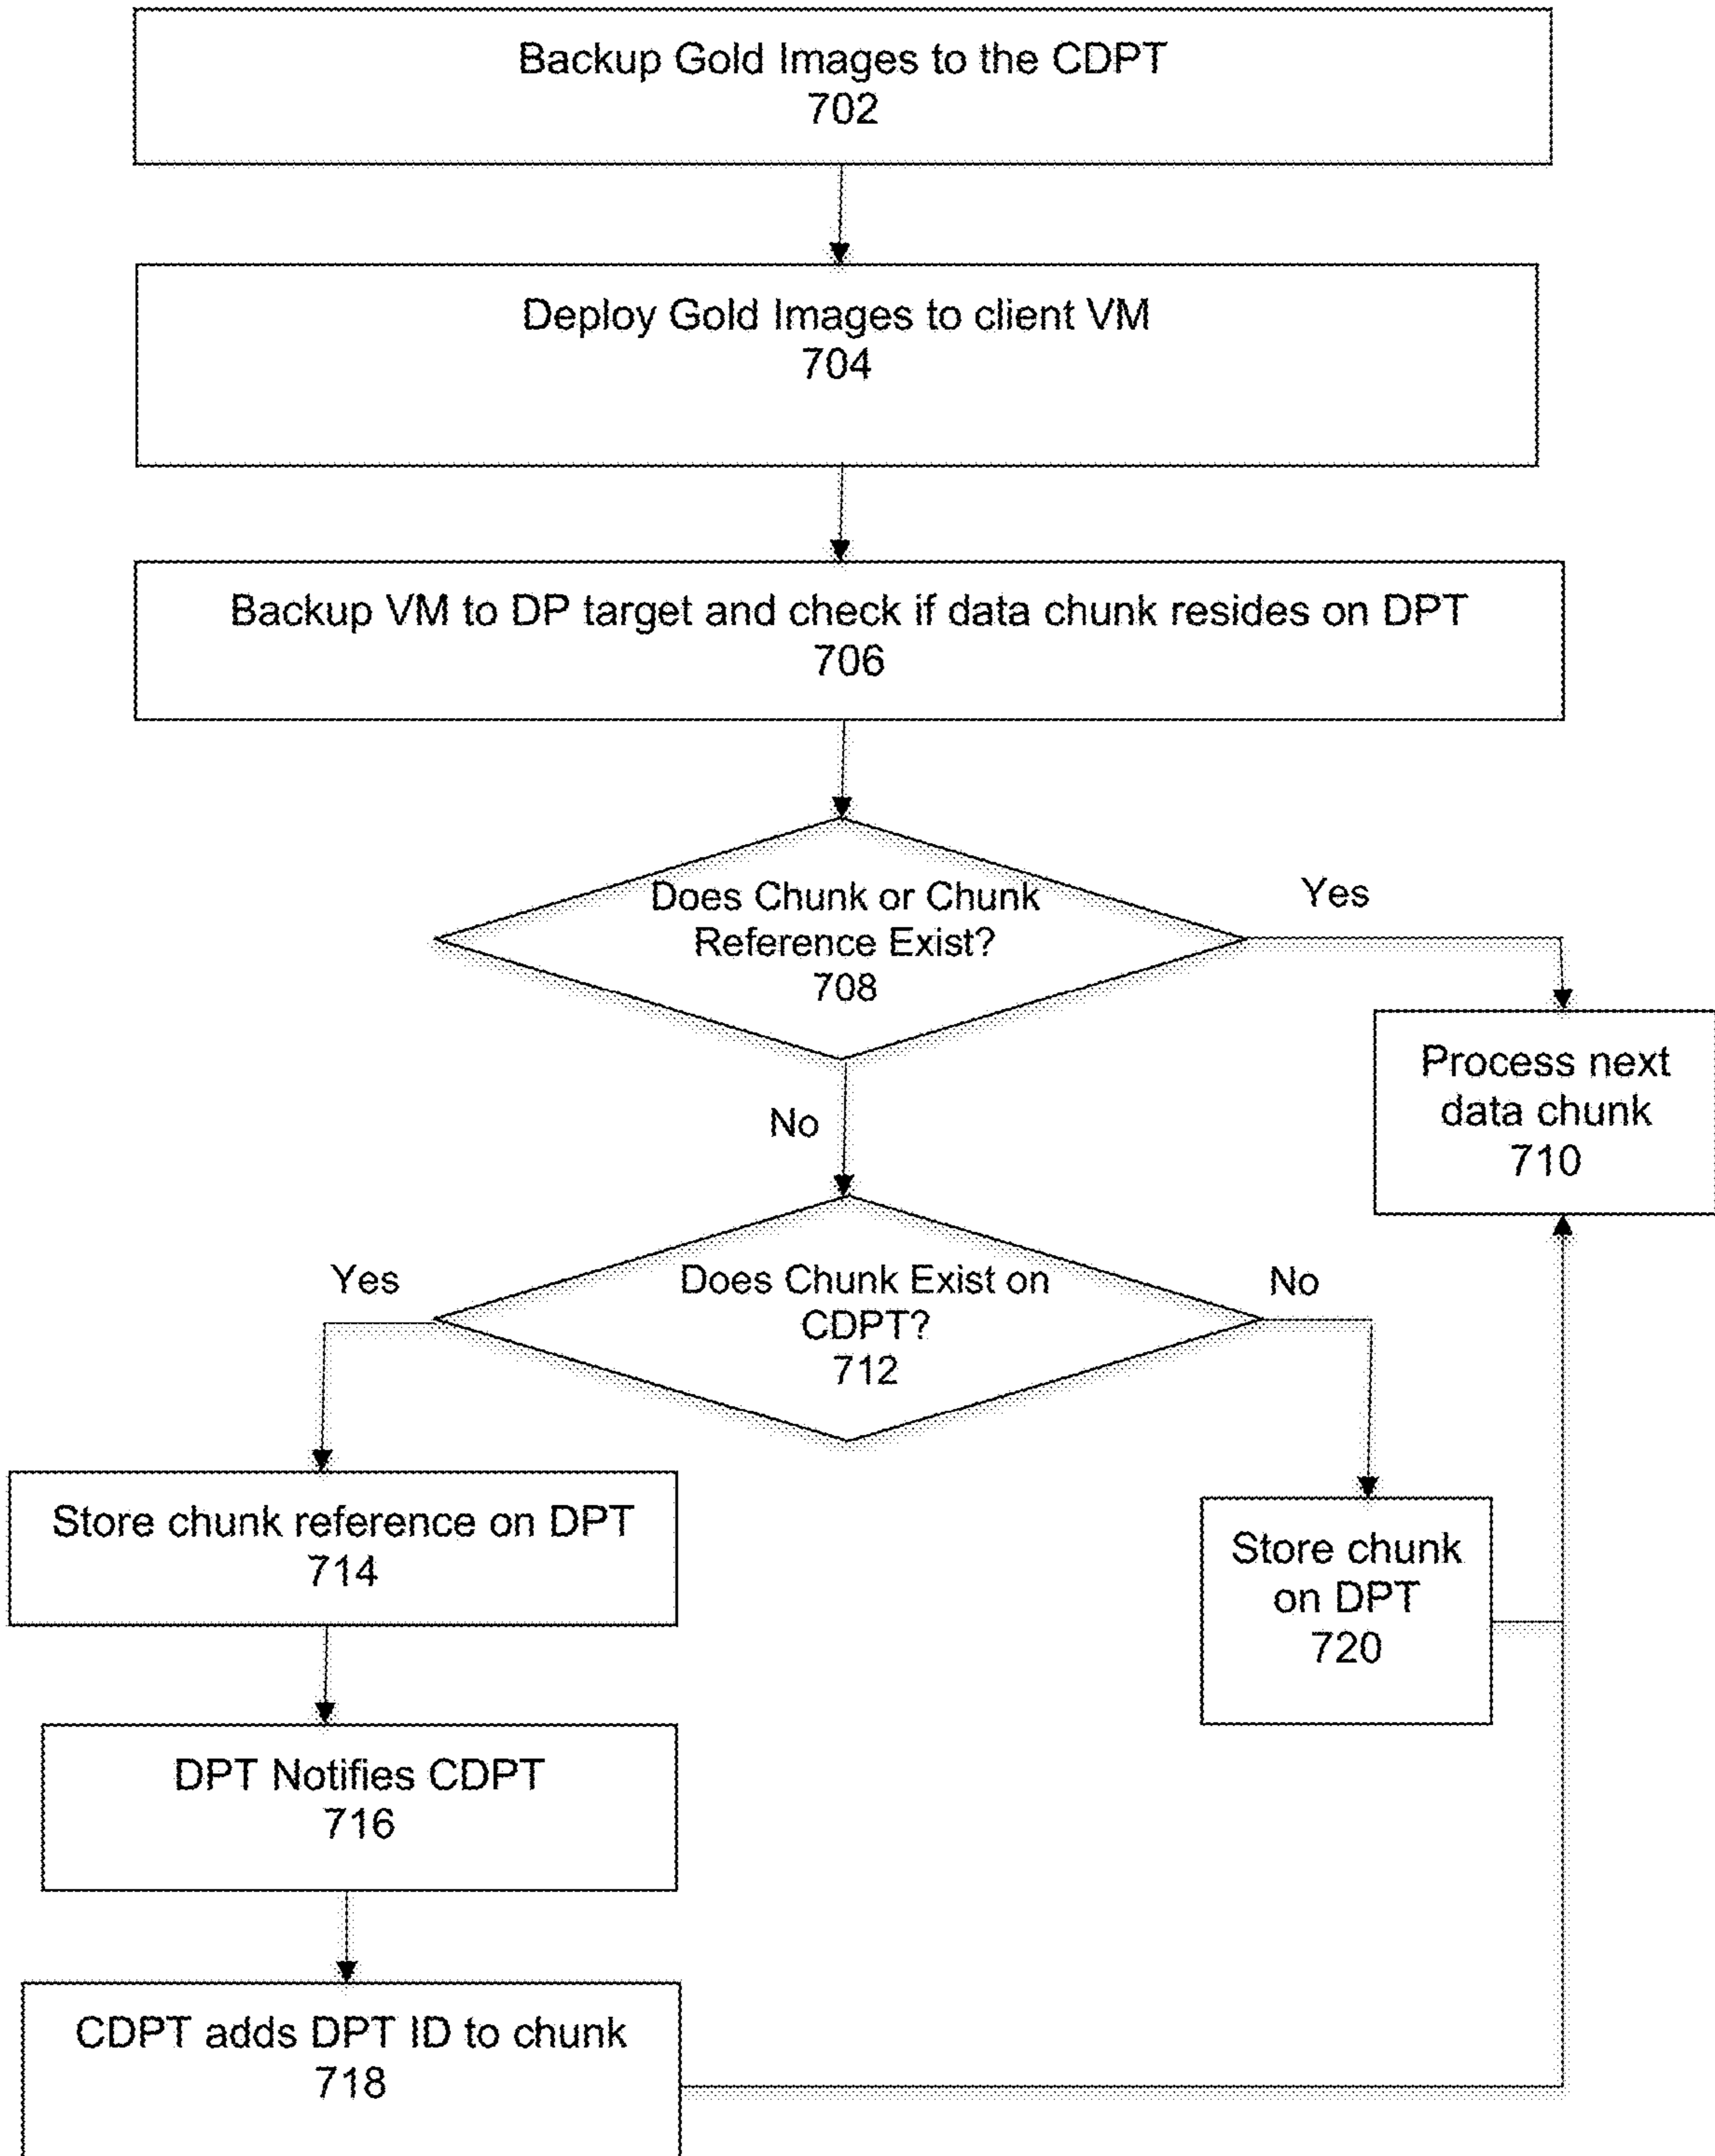 Backup Gold Images to the CDPT
702
Deploy Gold Images to client VM
704
Backup VM to DP target and check if data chunk resides on DPT
706
Does Chunk or Chunk
Reference Exist?
708
Yes
Process next
data chunk
710
No
Does Chunk Exist on
CDPT?
712
Yes
No
Store chunk reference on DPT
714
Store chunk
on DPT
720
DPT Notifies CDPT
716
CDPT adds DPT ID to chunk
718